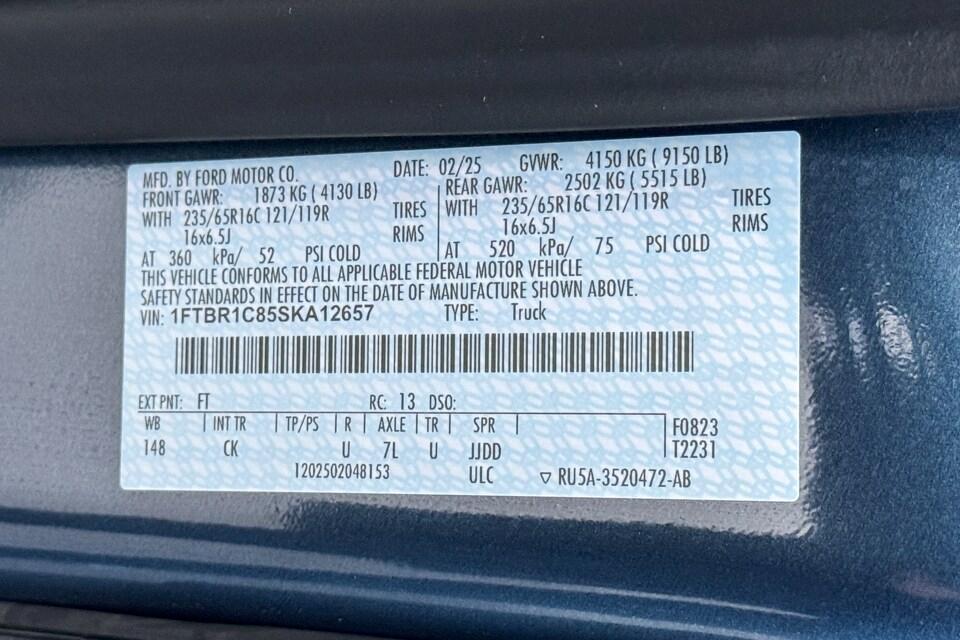 MFD. BY FORD MOTOR CO. DATE: 02/25 GVWR: 4150 KG ( 9150 LB)
FRONT GAWR: 1873 KG ( 4130 LB) REAR GAWR: 2502 KG ( 5515 LB)
WITH 235/65R16C 121/119R TIRES WITH 235/65R16C 121/119R TIRES
16x6.5J RIMS 16x6.5J RIMS
AT 360 kPa/ 52 PSI COLD AT 520 kPa/ 75 PSI COLD
THIS VEHICLE CONFORMS TO ALL APPLICABLE FEDERAL MOTOR VEHICLE
SAFETY STANDARDS IN EFFECT ON THE DATE OF MANUFACTURE SHOWN ABOVE.
VIN: 1FTBR1C85SKA12657 TYPE: Truck
EXT PNT: FT RC: 13 DSO:
WB INT TR TP/PS R AXLE TR SPR F0823
148 CK U 7L U JJDD T2231
1202502048153 ULC ▽ RU5A-3520472-AB